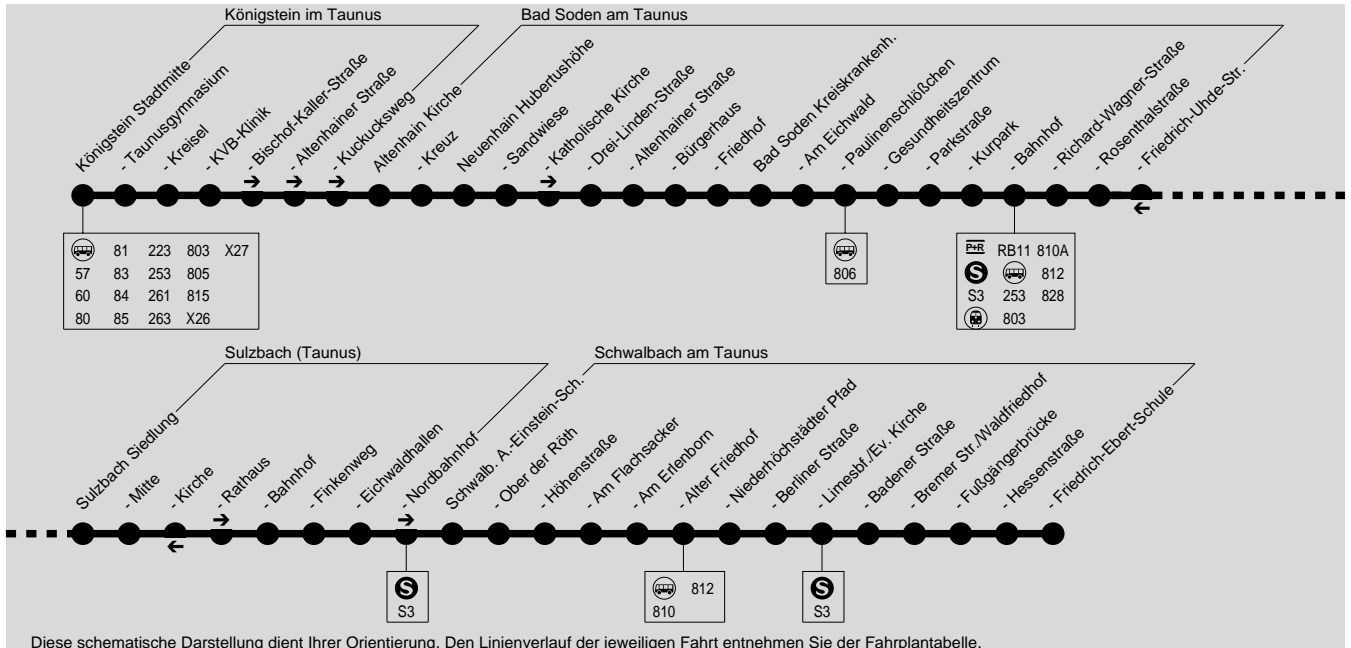 Königstein im Taunus
Bad Soden am Taunus
Königstein Stadtmitte
- Taunusgymnasium
- Kreisel
- KVB-Klinik
- Bischof-Kaller-Straße
- Altenhainer Straße
- Kuckucksweg
Altenhain Kirche
- Kreuz
Neuenhain Hubertushöhe
- Sandwiese
- Katholische Kirche
- Drei-Linden-Straße
- Altenhainer Straße
- Bürgerhaus
- Friedhof
Bad Soden Kreiskrankenh.
- Am Eichwald
- Paulinenschlößchen
- Gesundheitszentrum
- Parkstraße
- Kurpark
- Bahnhof
- Richard-Wagner-Straße
- Rosenthalstraße
- Friedrich-Uhde-Str.
81 223 803 X27
57 83 253 805
60 84 261 815
80 85 263 X26
806
P+R RB11 810A
S 812
S3 253 828
803
Sulzbach (Taunus)
Schwalbach am Taunus
Sulzbach Siedlung
- Mitte
- Kirche
- Rathaus
- Bahnhof
- Finkenweg
- Eichwaldhallen
- Nordbahnhof
Schwalb. A.-Einstein-Sch.
- Ober der Röth
- Höhenstraße
- Am Flachsacker
- Am Erlenborn
- Alter Friedhof
- Niederhöchstädter Pfad
- Berliner Straße
- Limesbf./Ev. Kirche
- Badener Straße
- Bremer Str./Waldfriedhof
- Fußgängerbrücke
- Hessenstraße
- Friedrich-Ebert-Schule
S
S3
812
810
S
S3
Diese schematische Darstellung dient Ihrer Orientierung. Den Linienverlauf der jeweiligen Fahrt entnehmen Sie der Fahrplantabelle.